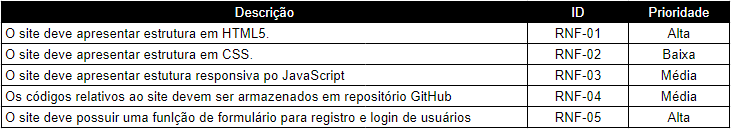 Descrição ID Prioridade
O site deve apresentar estrutura em HTML5. RNF-01 Alta
O site deve apresentar estrutura em CSS. RNF-02 Baixa
O site deve apresentar estutura responsiva po JavaScript RNF-03 Média
Os códigos relativos ao site devem ser armazenados em repositório GitHub RNF-04 Média
O site deve possuir uma funlção de formulário para registro e login de usuários RNF-05 Alta